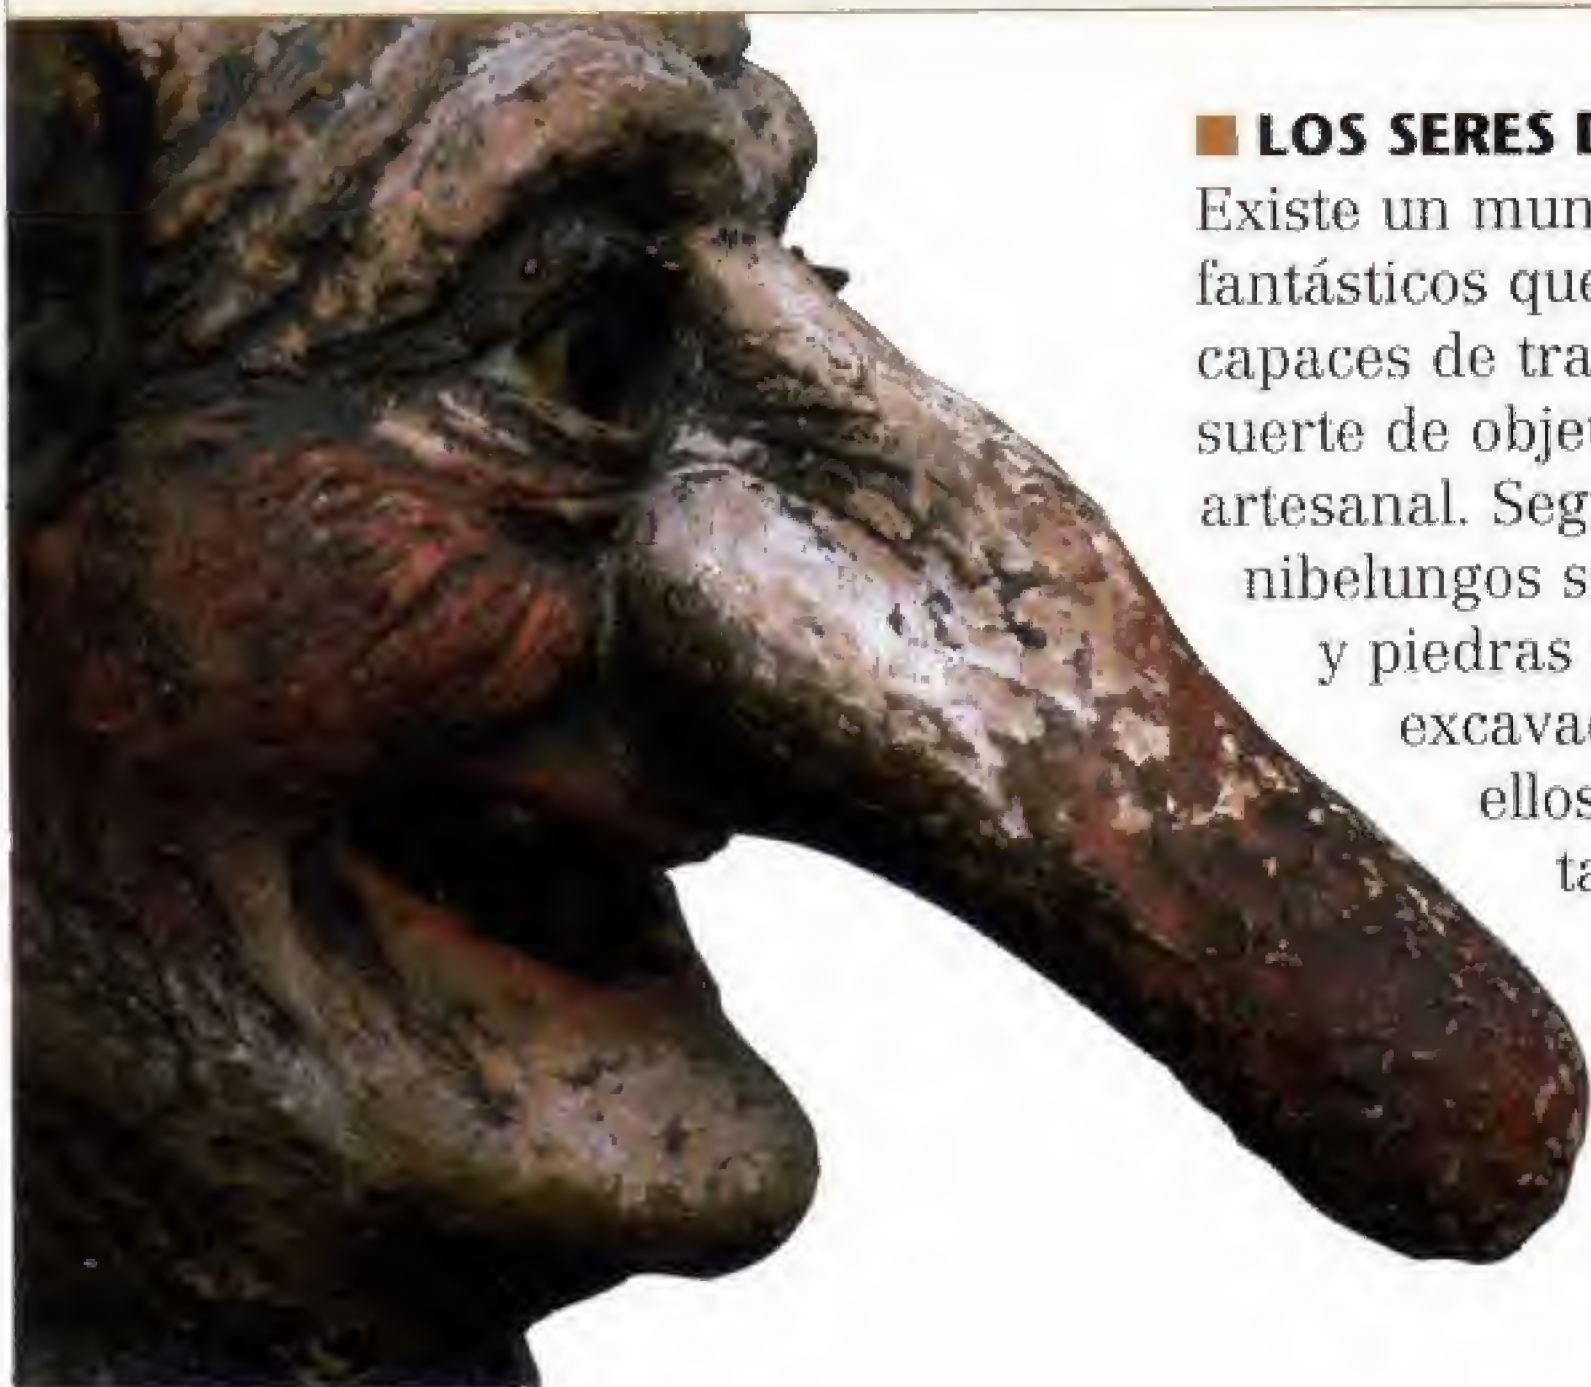 LOS SERES D
Existe un mun
fantásticos que
capaces de tra
suerte de obje
artesanal. Seg
nibelungos s
y piedras
excava
ellos
ta